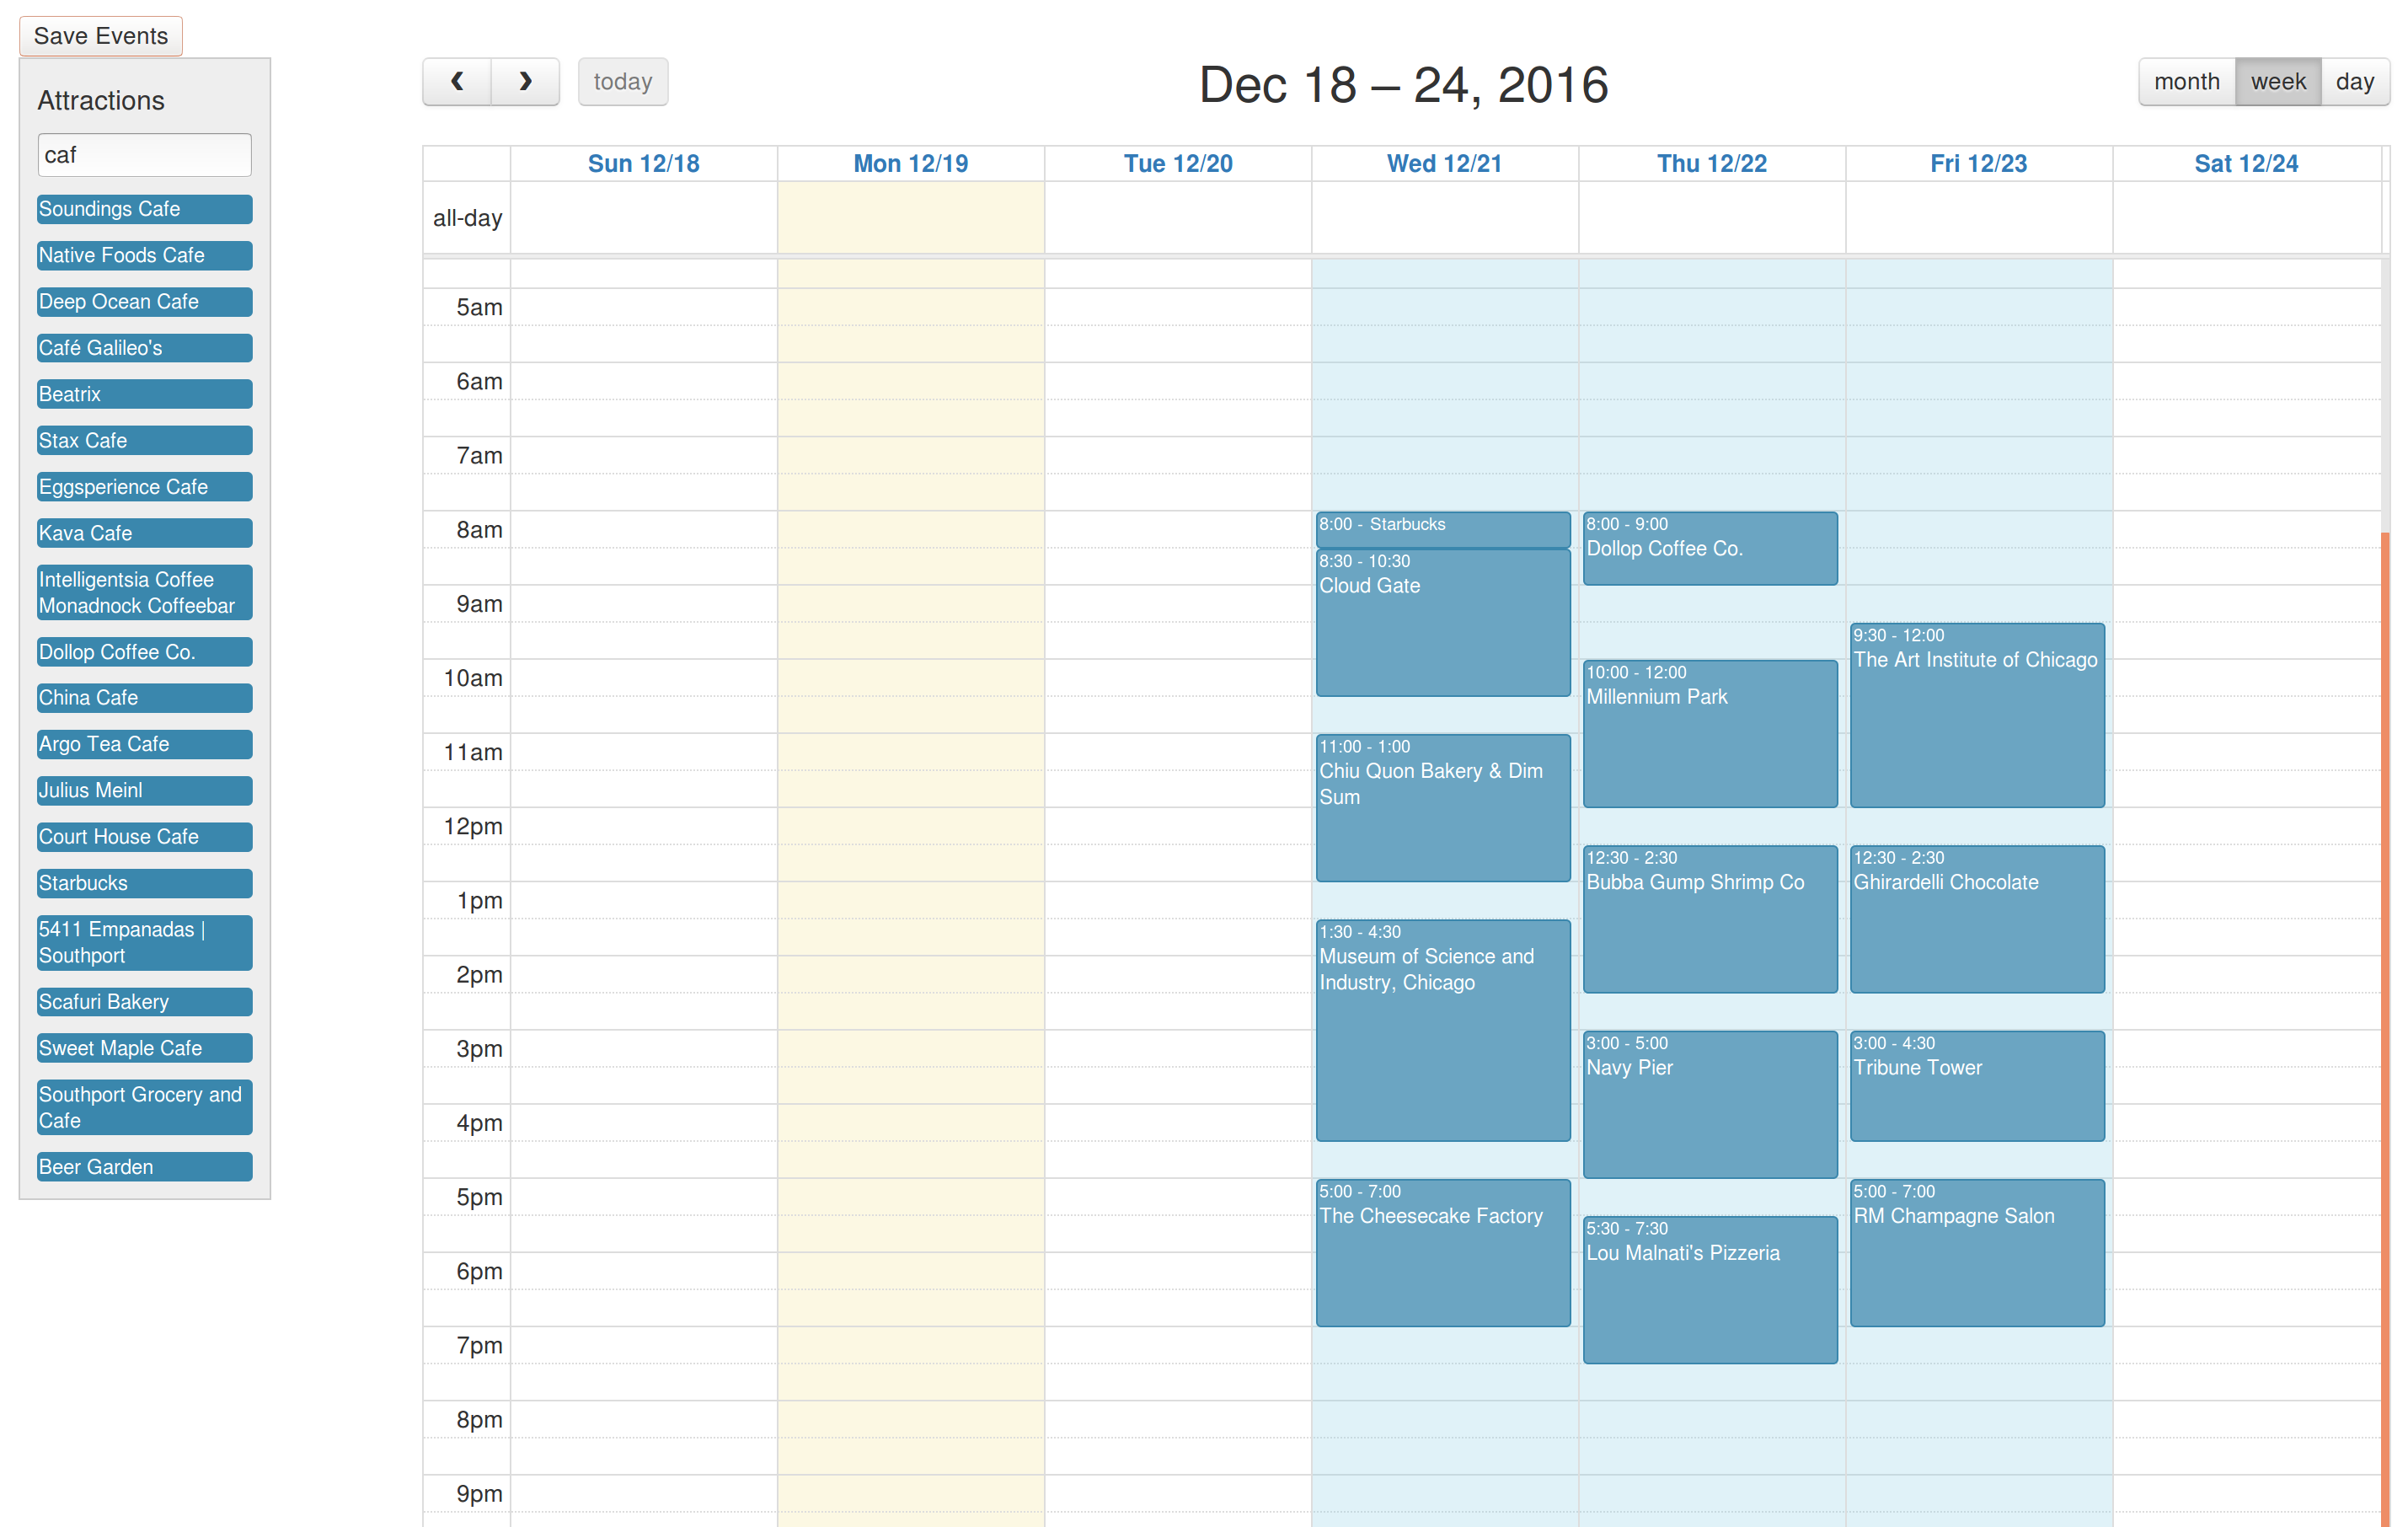 Save Events
Attractions
caf
Soundings Cafe
Native Foods Cafe
Deep Ocean Cafe
Café Galileo's
Beatrix
Stax Cafe
Eggsperience Cafe
Kava Cafe
Intelligentsia Coffee
Monadnock Coffeebar
Dollop Coffee Co.
China Cafe
Argo Tea Cafe
Julius Meinl
Court House Cafe
Starbucks
5411 Empanadas |
Southport
Scafuri Bakery
Sweet Maple Cafe
Southport Grocery and
Cafe
Beer Garden
today
Dec 18 – 24, 2016
month week day
Sun 12/18 Mon 12/19 Tue 12/20 Wed 12/21 Thu 12/22 Fri 12/23 Sat 12/24
all-day
5am
6am
7am
8am
9am
10am
11am
12pm
1pm
2pm
3pm
4pm
5pm
6pm
7pm
8pm
9pm
8:00 - Starbucks
8:30 - 10:30
Cloud Gate
11:00 - 1:00
Chiu Quon Bakery & Dim
Sum
1:30 - 4:30
Museum of Science and
Industry, Chicago
5:00 - 7:00
The Cheesecake Factory
8:00 - 9:00
Dollop Coffee Co.
10:00 - 12:00
Millennium Park
12:30 - 2:30
Bubba Gump Shrimp Co
3:00 - 5:00
Navy Pier
5:30 - 7:30
Lou Malnati's Pizzeria
9:30 - 12:00
The Art Institute of Chicago
12:30 - 2:30
Ghirardelli Chocolate
3:00 - 4:30
Tribune Tower
5:00 - 7:00
RM Champagne Salon